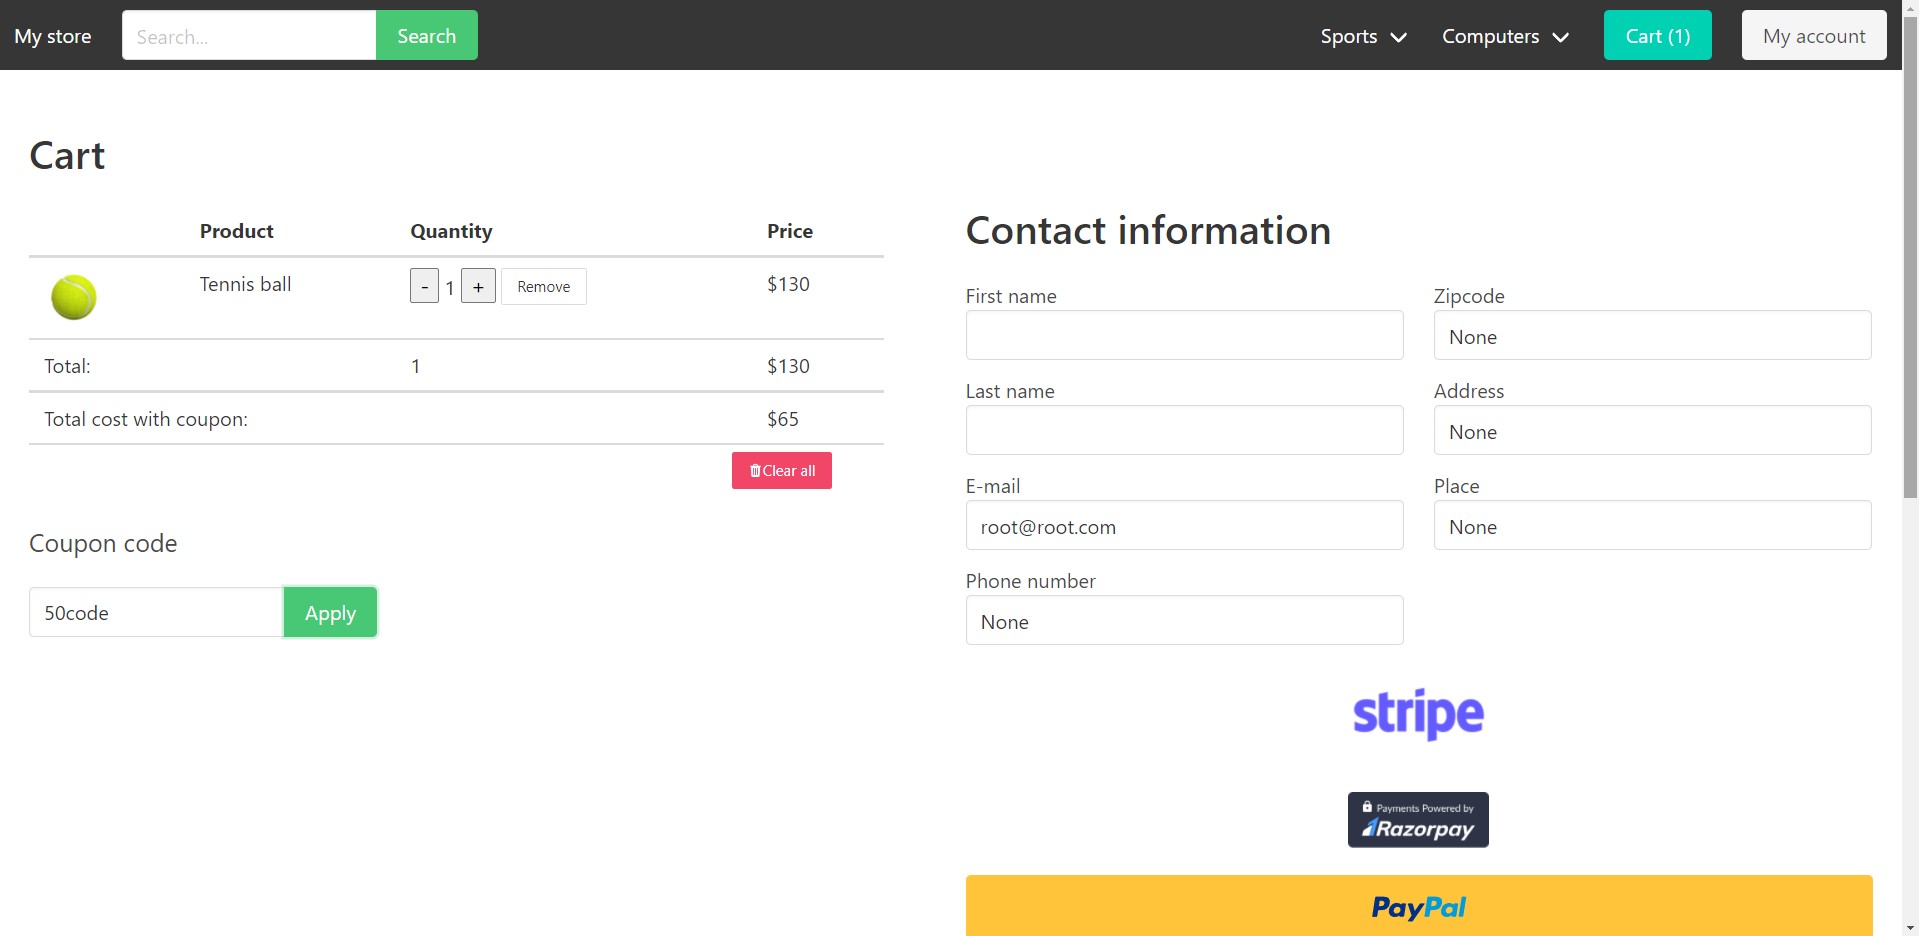 My store
Search...
Search
Sports
Computers
Cart (1)
My account
Cart
Product Quantity Price
Tennis ball - 1 + Remove $130
Total: 1 $130
Total cost with coupon: $65
Clear all
Coupon code
50code
Apply
Contact information
First name
Last name
E-mail
root@root.com
Phone number
None
Zipcode
None
Address
None
Place
None
stripe
Payments Powered by
Razorpay
PayPal